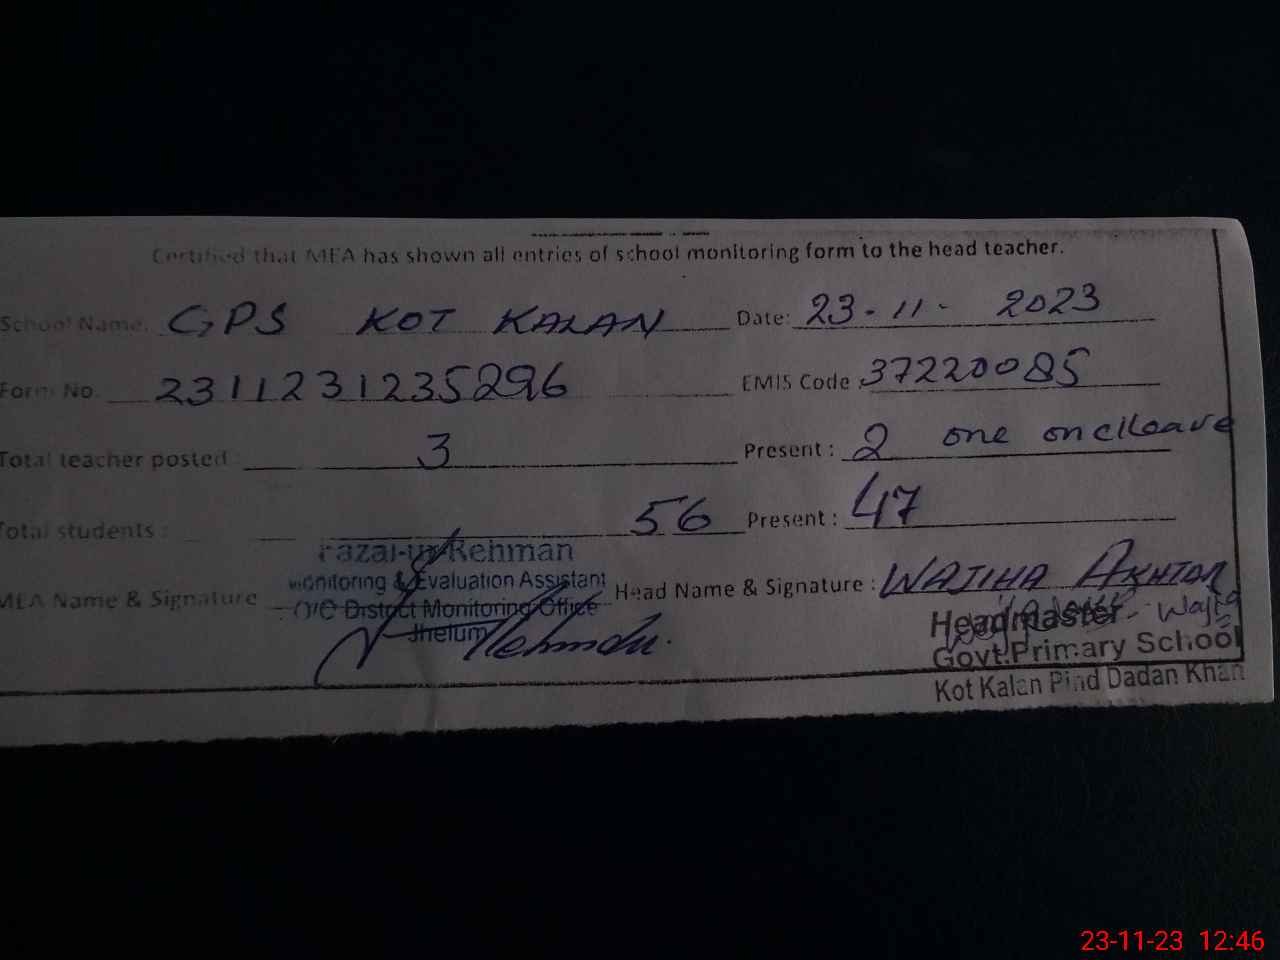 Certified that MEA has shown all entries of school monitoring form to the head teacher.
School Name: GPS KOT KALAN Date: 23-11-2023
Form No. 2311231235296 EMIS Code 37220085
Total teacher posted : 3 Present : 2 one on clleave
Total students : 56 Present : 47
MEA Name & Signature Head Name & Signature : WAJIHA AKHTAR
Fazal-ur-Rehman
Monitoring & Evaluation Assistant
O/O District Monitoring Office
Jhelum
Headmaster
Govt. Primary School
Kot Kalan Pind Dadan Khan
23-11-23 12:46